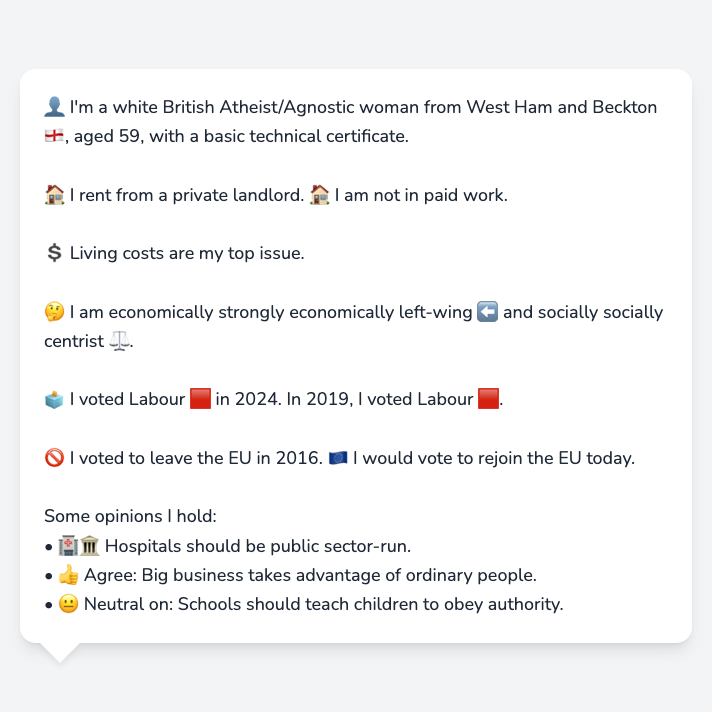 👤 I'm a white British Atheist/Agnostic woman from West Ham and Beckton
🏴󠁧󠁢󠁥󠁮󠁧󠁿, aged 59, with a basic technical certificate.
🏠 I rent from a private landlord. 🏠 I am not in paid work.
💲 Living costs are my top issue.
🤔 I am economically strongly economically left-wing ⬅️ and socially socially
centrist ⚖️.
🗳️ I voted Labour 🟥 in 2024. In 2019, I voted Labour 🟥.
🚫 I voted to leave the EU in 2016. 🇪🇺 I would vote to rejoin the EU today.
Some opinions I hold:
• 🏥🏛️ Hospitals should be public sector-run.
• 👍 Agree: Big business takes advantage of ordinary people.
• 😐 Neutral on: Schools should teach children to obey authority.